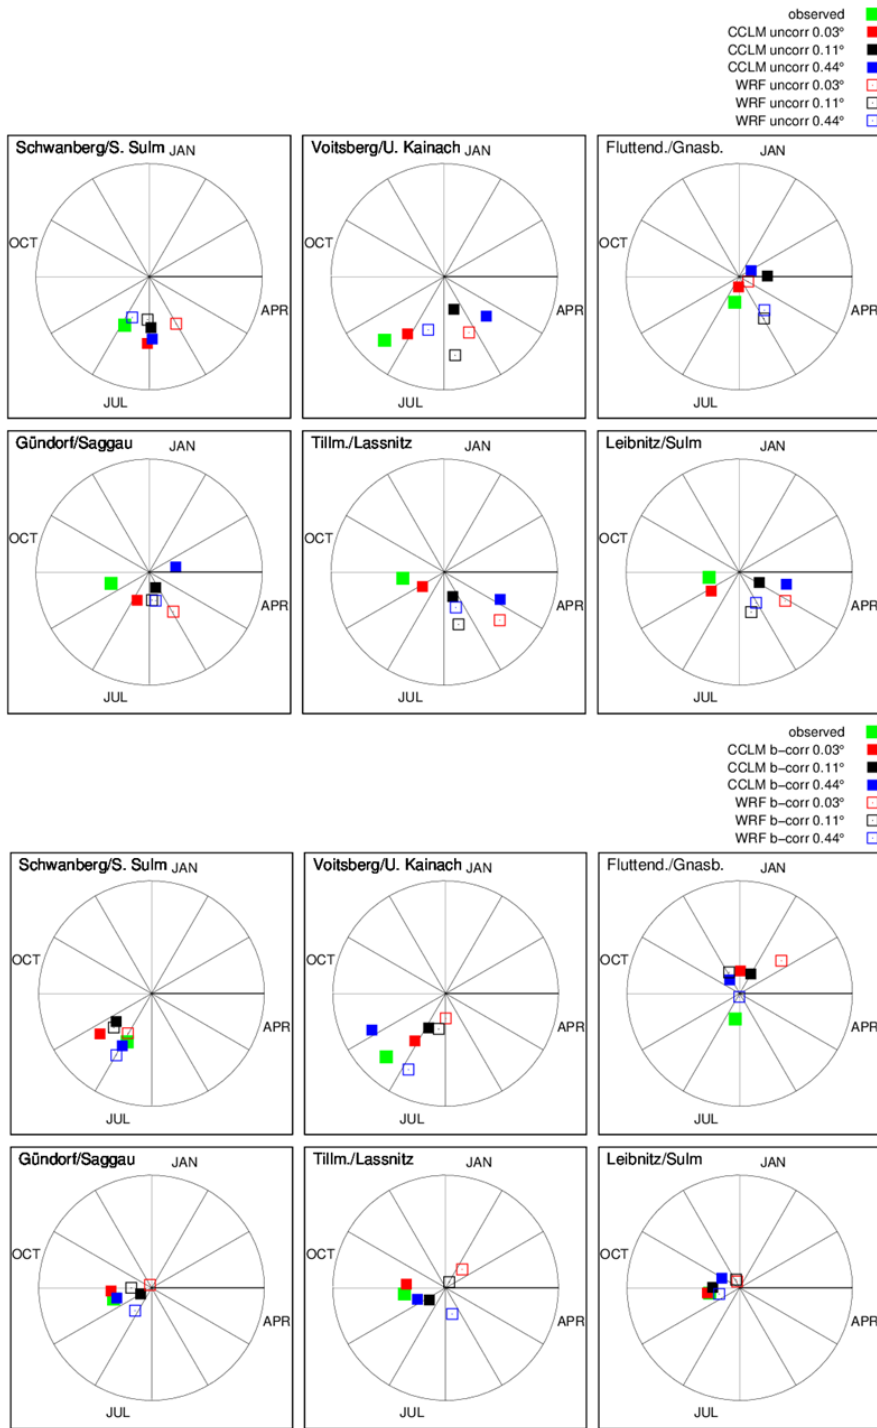 observed
CCLM uncorr 0.03°
CCLM uncorr 0.11°
CCLM uncorr 0.44°
WRF uncorr 0.03°
WRF uncorr 0.11°
WRF uncorr 0.44°
Schwanberg/S. Sulm
JAN
OCT
APR
JUL
Voitsberg/U. Kainach
JAN
OCT
APR
JUL
Fluttend./Gnasb.
JAN
OCT
APR
JUL
Gündorf/Saggau
JAN
OCT
APR
JUL
Tillm./Lassnitz
JAN
OCT
APR
JUL
Leibnitz/Sulm
JAN
OCT
APR
JUL
observed
CCLM b-corr 0.03°
CCLM b-corr 0.11°
CCLM b-corr 0.44°
WRF b-corr 0.03°
WRF b-corr 0.11°
WRF b-corr 0.44°
Schwanberg/S. Sulm
JAN
OCT
APR
JUL
Voitsberg/U. Kainach
JAN
OCT
APR
JUL
Fluttend./Gnasb.
JAN
OCT
APR
JUL
Gündorf/Saggau
JAN
OCT
APR
JUL
Tillm./Lassnitz
JAN
OCT
APR
JUL
Leibnitz/Sulm
JAN
OCT
APR
JUL